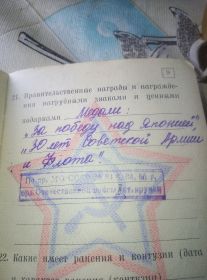 9
21. Правительственные награды и награжде-
ния нагрудными знаками и ценными
подарками Медали:
„За победу над Японией",
„30 лет Советской Армии
и Флота"
22. Какие имеет ранения и контузии (дата